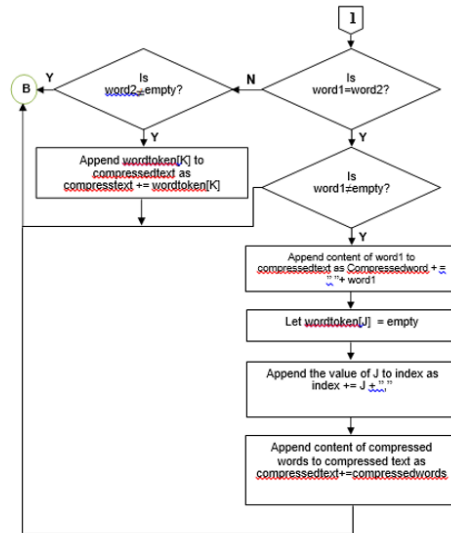 1
Is
word1=word2?
N
Is
word2≠empty?
Y
B
Y
Append wordtoken[K] to
compressedtext as
compresstext += wordtoken[K]
Y
Is
word1≠empty?
Y
Append content of word1 to
compressedtext as Compressedword + =
” ”+ word1
Let wordtoken[J] = empty
Append the value of J to index as
index += J + ”,”
Append content of compressed
words to compressed text as
compressedtext+=compressedwords